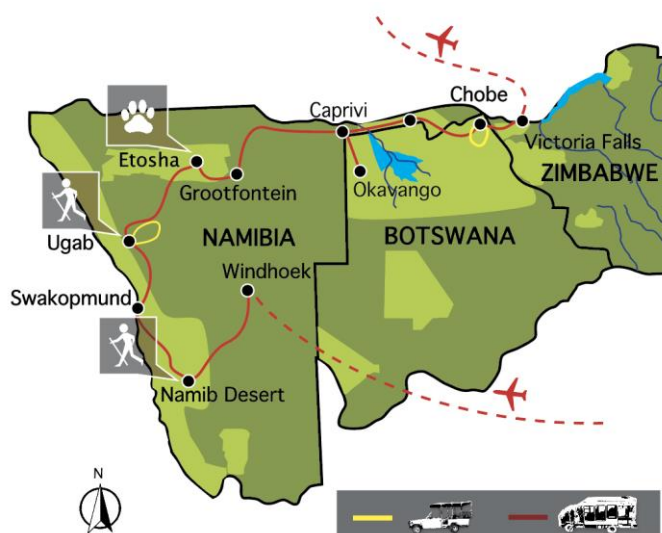 Caprivi
Chobe
Etosha
Victoria Falls
Grootfontein
Okavango
ZIMBABWE
Ugab
NAMIBIA
BOTSWANA
Windhoek
Swakopmund
Namib Desert
N